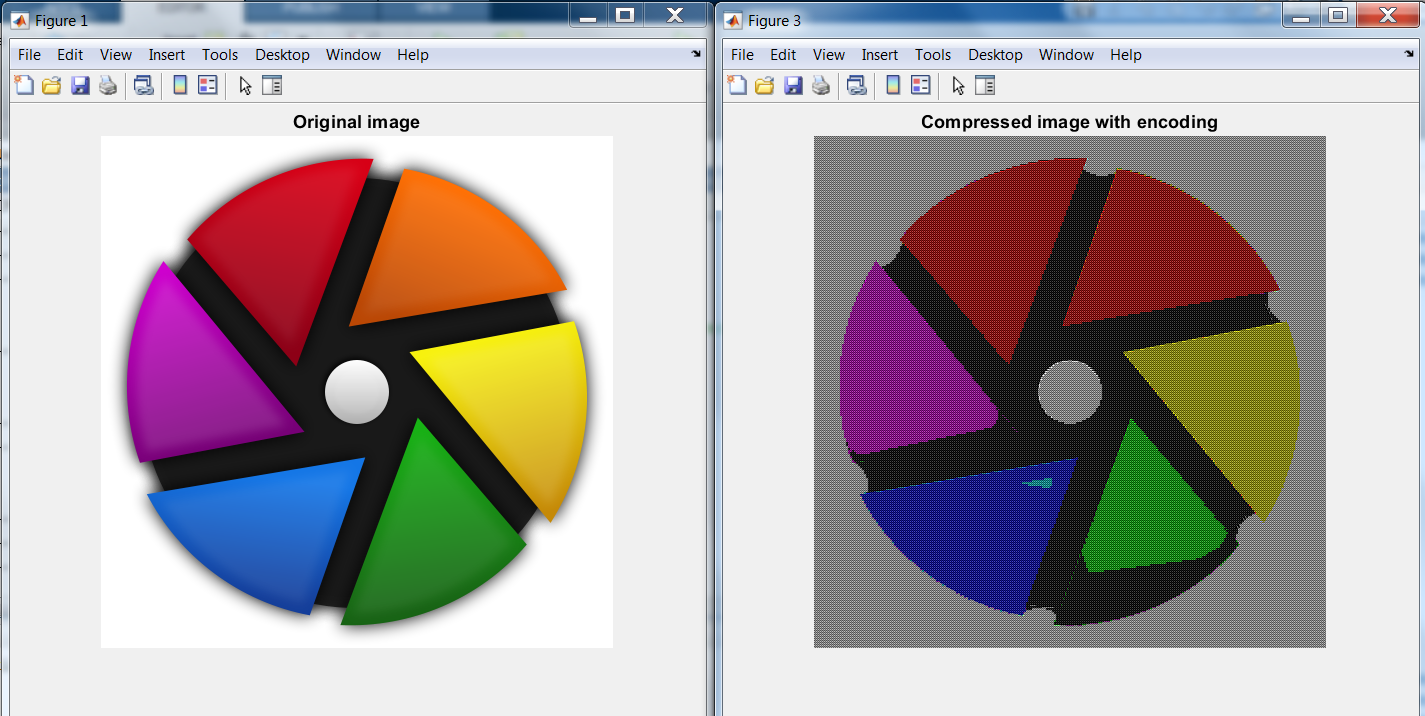 Figure 1
File Edit View Insert Tools Desktop Window Help
Original image
Figure 3
File Edit View Insert Tools Desktop Window Help
Compressed image with encoding